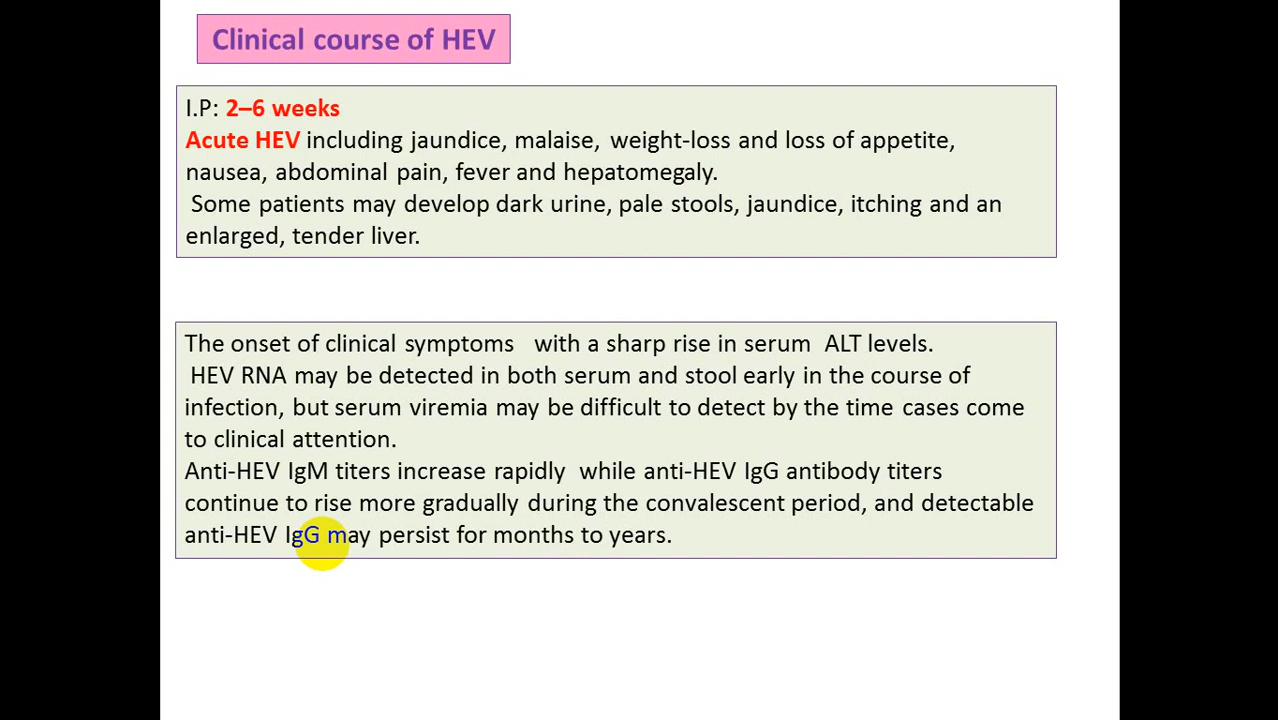 Clinical course of HEV
I.P: 2–6 weeks
Acute HEV including jaundice, malaise, weight-loss and loss of appetite,
nausea, abdominal pain, fever and hepatomegaly.
Some patients may develop dark urine, pale stools, jaundice, itching and an
enlarged, tender liver.
The onset of clinical symptoms with a sharp rise in serum ALT levels.
HEV RNA may be detected in both serum and stool early in the course of
infection, but serum viremia may be difficult to detect by the time cases come
to clinical attention.
Anti-HEV IgM titers increase rapidly while anti-HEV IgG antibody titers
continue to rise more gradually during the convalescent period, and detectable
anti-HEV IgG may persist for months to years.